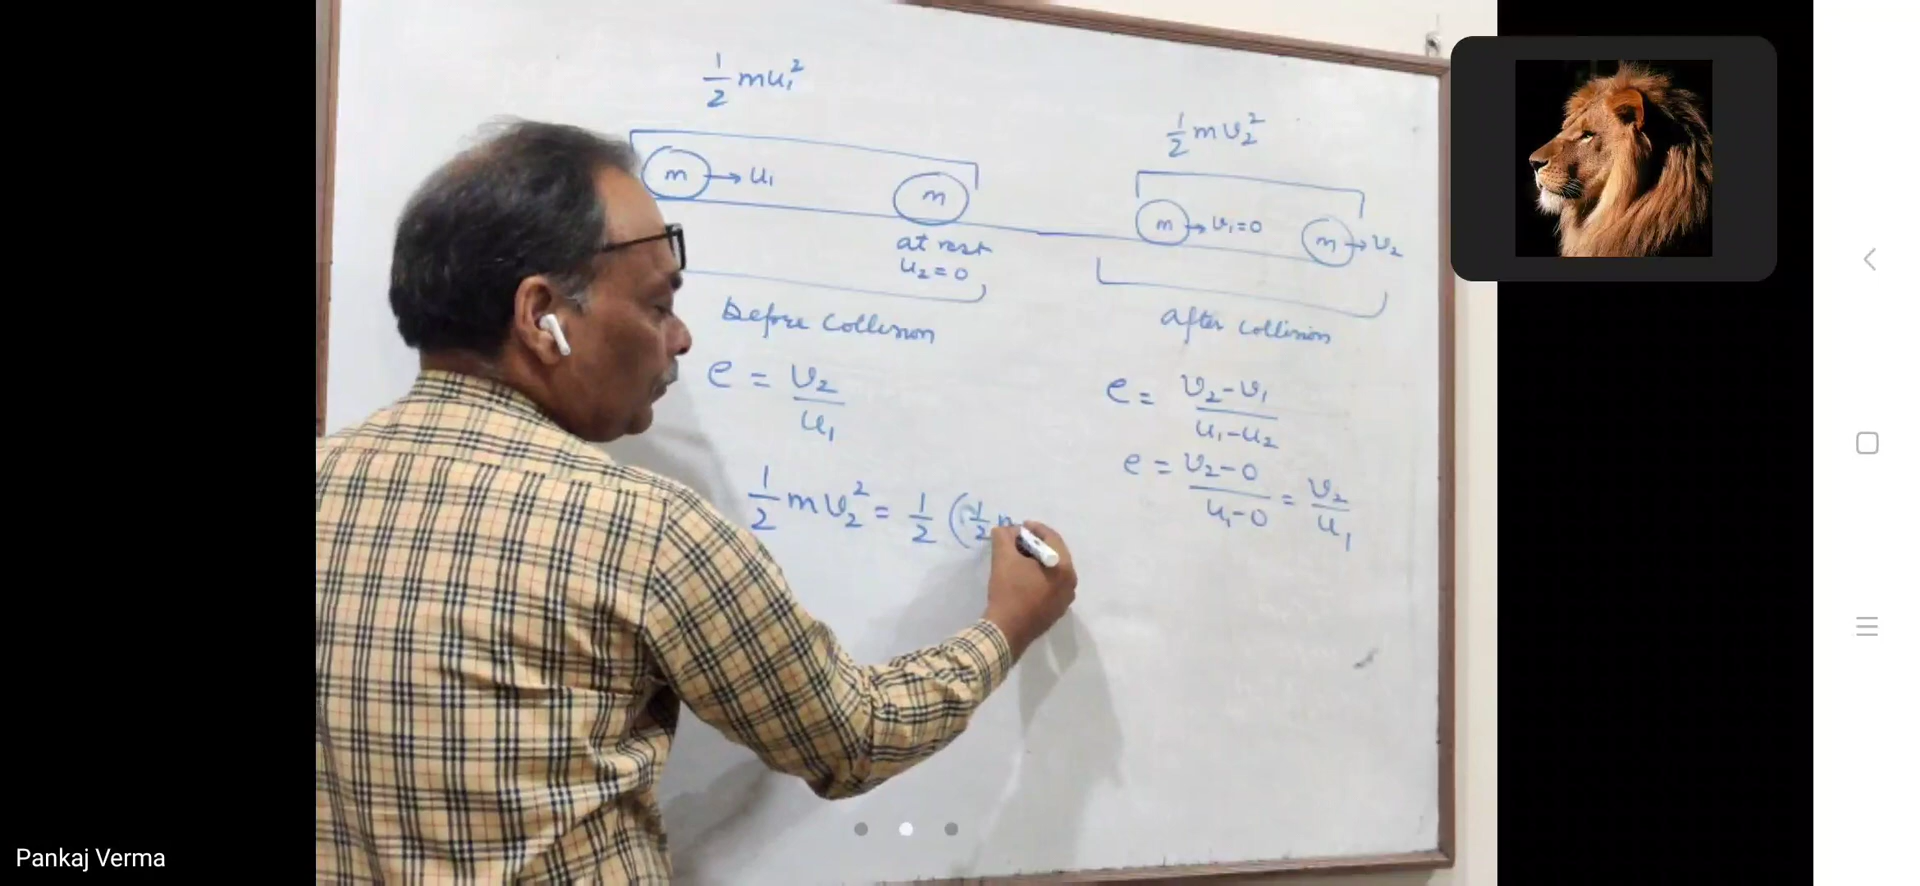 ½ mu₁²
½ mv₂²
m → u₁
m
m → v₁=0
m → v₂
at rest
u₂ = 0
Before Collision
After Collision
e = v₂/u₁
e = (v₂-v₁)/(u₁-u₂)
e = (v₂-0)/(u₁-0) = v₂/u₁
½ mv₂² = ½ (½ m
Pankaj Verma